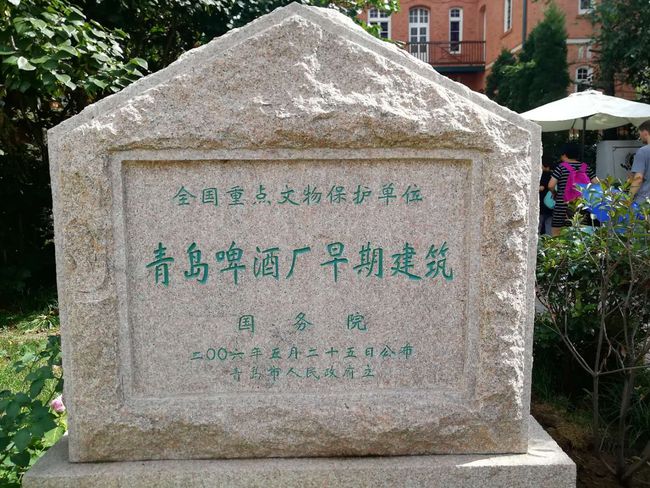 全国重点文物保护单位
青岛啤酒厂早期建筑
国务院
二〇〇六年五月二十五日公布
青岛市人民政府立